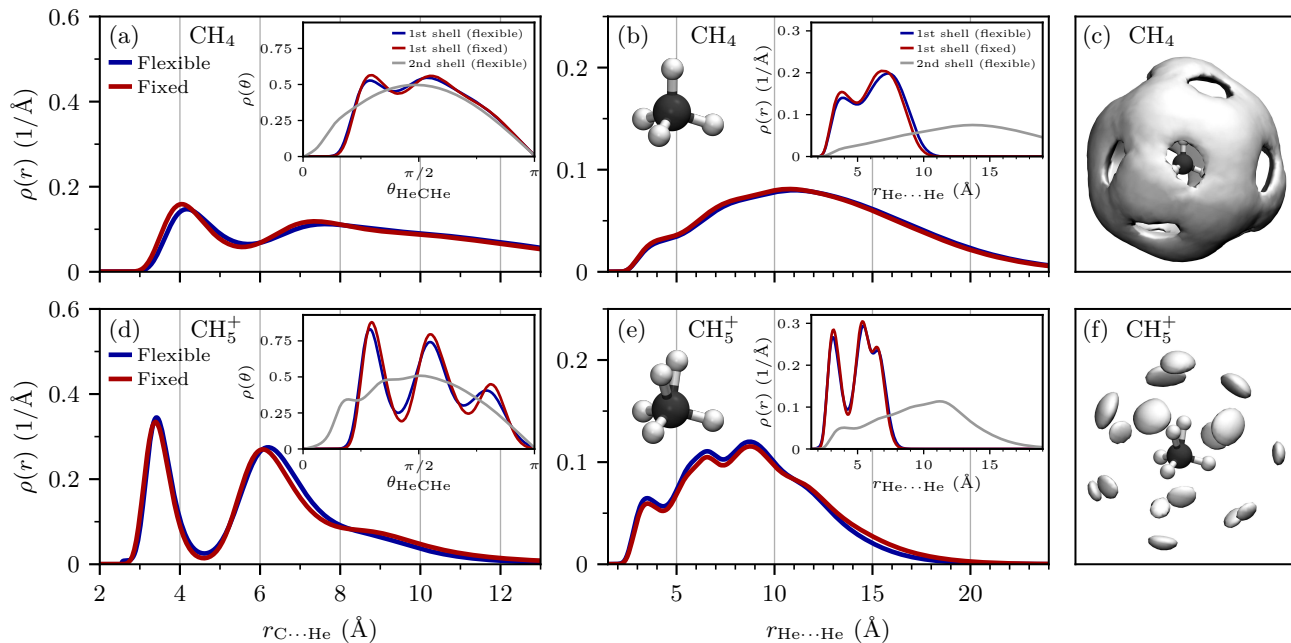 (a) CH₄
Flexible
Fixed
ρ(r) (1/Å)
0.6
0.4
0.2
0
1st shell (flexible)
1st shell (fixed)
2nd shell (flexible)
ρ(θ)
0.75
0.5
0.25
0
0 π/2 π
θHeCHe
(b) CH₄
0.2
0.1
0
1st shell (flexible)
1st shell (fixed)
2nd shell (flexible)
ρ(r) (1/Å)
0.3
0.2
0.1
0
5 10 15
rHe···He (Å)
(c) CH₄
(d) CH₅⁺
Flexible
Fixed
ρ(r) (1/Å)
0.6
0.4
0.2
0
2 4 6 8 10 12
rC···He (Å)
ρ(θ)
0.75
0.5
0.25
0
0 π/2 π
θHeCHe
(e) CH₅⁺
0.2
0.1
0
5 10 15 20
rHe···He (Å)
ρ(r) (1/Å)
0.3
0.2
0.1
0
5 10 15
rHe···He (Å)
(f) CH₅⁺